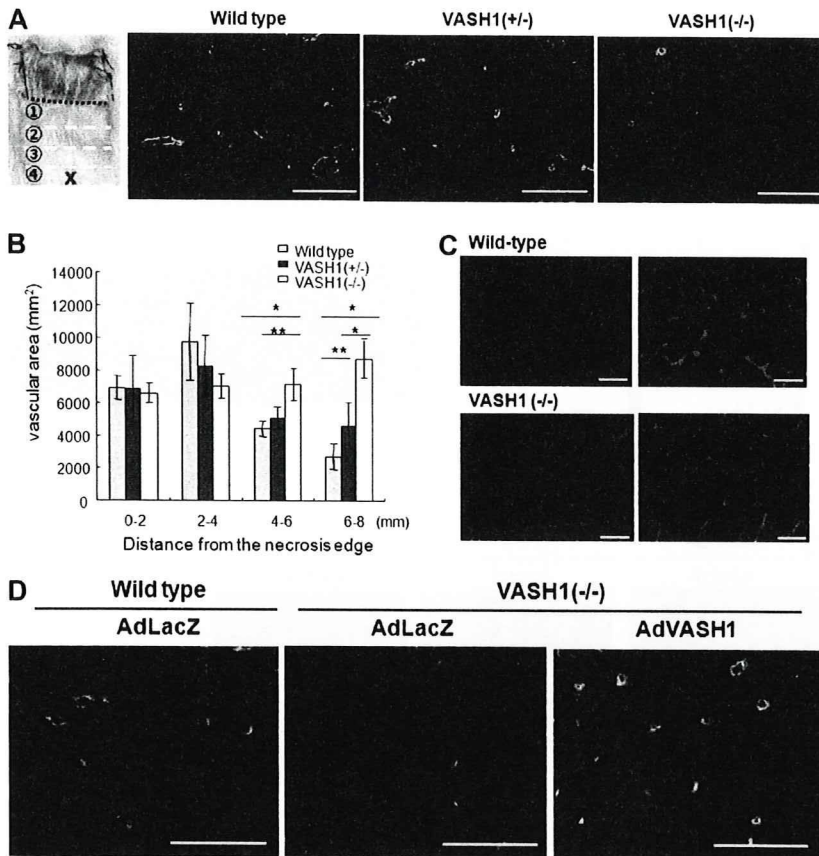 A
Wild type VASH1(+/-) VASH1(-/-)
①
②
③
④ X
B
Wild type
VASH1(+/-)
VASH1(-/-)
vascular area (mm²)
14000
12000
10000
8000
6000
4000
2000
0
* *
** *
**
0-2 2-4 4-6 6-8 (mm)
Distance from the necrosis edge
C
Wild-type
VASH1 (-/-)
D
Wild type VASH1(-/-)
AdLacZ AdLacZ AdVASH1